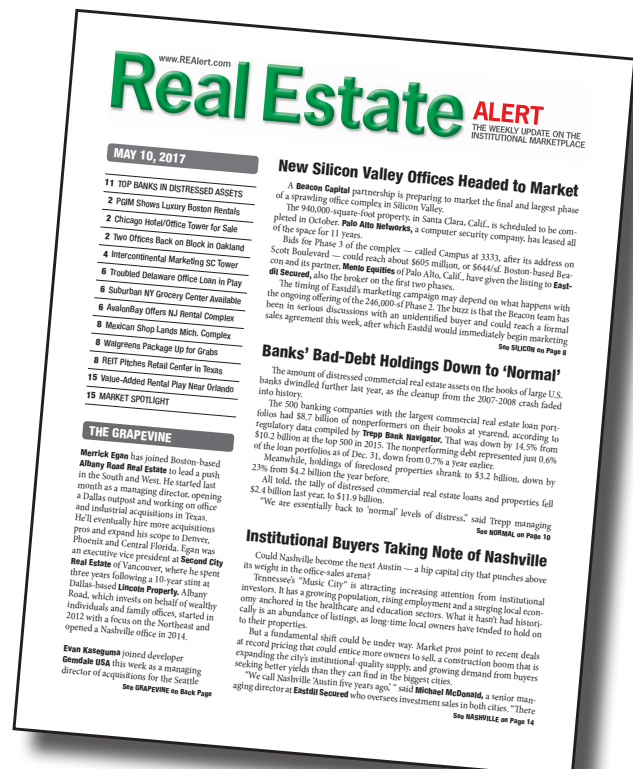 www.REAlert.com
Real Estate
ALERT
THE WEEKLY UPDATE ON THE
INSTITUTIONAL MARKETPLACE
MAY 10, 2017
11 TOP BANKS IN DISTRESSED ASSETS
2 PGIM Shows Luxury Boston Rentals
2 Chicago Hotel/Office Tower for Sale
2 Two Offices Back on Block in Oakland
4 Intercontinental Marketing SC Tower
6 Troubled Delaware Office Loan in Play
6 Suburban NY Grocery Center Available
6 AvalonBay Offers NJ Rental Complex
8 Mexican Shop Lands Mich. Complex
8 Walgreens Package Up for Grabs
8 REIT Pitches Retail Center in Texas
15 Value-Added Rental Play Near Orlando
15 MARKET SPOTLIGHT
THE GRAPEVINE
Merrick Egan has joined Boston-based
Albany Road Real Estate to lead a push
in the South and West. He started last
month as a managing director, opening
a Dallas outpost and working on office
and industrial acquisitions in Texas.
He'll eventually hire more acquisitions
pros and expand his scope to Denver,
Phoenix and Central Florida. Egan was
an executive vice president at Second City
Real Estate of Vancouver, where he spent
three years following a 10-year stint at
Dallas-based Lincoln Property. Albany
Road, which invests on behalf of wealthy
individuals and family offices, started in
2012 with a focus on the Northeast and
opened a Nashville office in 2014.
Evan Kaseguma joined developer
Gemdale USA this week as a managing
director of acquisitions for the Seattle
See GRAPEVINE on Back Page
New Silicon Valley Offices Headed to Market
A Beacon Capital partnership is preparing to market the final and largest phase
of a sprawling office complex in Silicon Valley.
The 940,000-square-foot property, in Santa Clara, Calif., is scheduled to be com-
pleted in October. Palo Alto Networks, a computer security company, has leased all
of the space for 11 years.
Bids for Phase 3 of the complex — called Campus at 3333, after its address on
Scott Boulevard — could reach about $605 million, or $644/sf. Boston-based Bea-
con and its partner, Menlo Equities of Palo Alto, Calif., have given the listing to East-
dil Secured, also the broker on the first two phases.
The timing of Eastdil's marketing campaign may depend on what happens with
the ongoing offering of the 246,000-sf Phase 2. The buzz is that the Beacon team has
been in serious discussions with an unidentified buyer and could reach a formal
sales agreement this week, after which Eastdil would immediately begin marketing
See SILICON on Page 8
Banks' Bad-Debt Holdings Down to 'Normal'
The amount of distressed commercial real estate assets on the books of large U.S.
banks dwindled further last year, as the cleanup from the 2007-2008 crash faded
into history.
The 500 banking companies with the largest commercial real estate loan port-
folios had $8.7 billion of nonperformers on their books at yearend, according to
regulatory data compiled by Trepp Bank Navigator. That was down by 14.5% from
$10.2 billion at the top 500 in 2015. The nonperforming debt represented just 0.6%
of the loan portfolios as of Dec. 31, down from 0.7% a year earlier.
Meanwhile, holdings of foreclosed properties shrank to $3.2 billion, down by
23% from $4.2 billion the year before.
All told, the tally of distressed commercial real estate loans and properties fell
$2.4 billion last year, to $11.9 billion.
"We are essentially back to 'normal' levels of distress," said Trepp managing
See NORMAL on Page 10
Institutional Buyers Taking Note of Nashville
Could Nashville become the next Austin — a hip capital city that punches above
its weight in the office-sales arena?
Tennessee's "Music City" is attracting increasing attention from institutional
investors. It has a growing population, rising employment and a surging local econ-
omy anchored in the healthcare and education sectors. What it hasn't had histori-
cally is an abundance of listings, as long-time local owners have tended to hold on
to their properties.
But a fundamental shift could be under way. Market pros point to recent deals
at record pricing that could entice more owners to sell, a construction boom that is
expanding the city's institutional-quality supply, and growing demand from buyers
seeking better yields than they can find in the biggest cities.
"We call Nashville 'Austin five years ago,' " said Michael McDonald, a senior man-
aging director at Eastdil Secured who oversees investment sales in both cities. "There
See NASHVILLE on Page 14